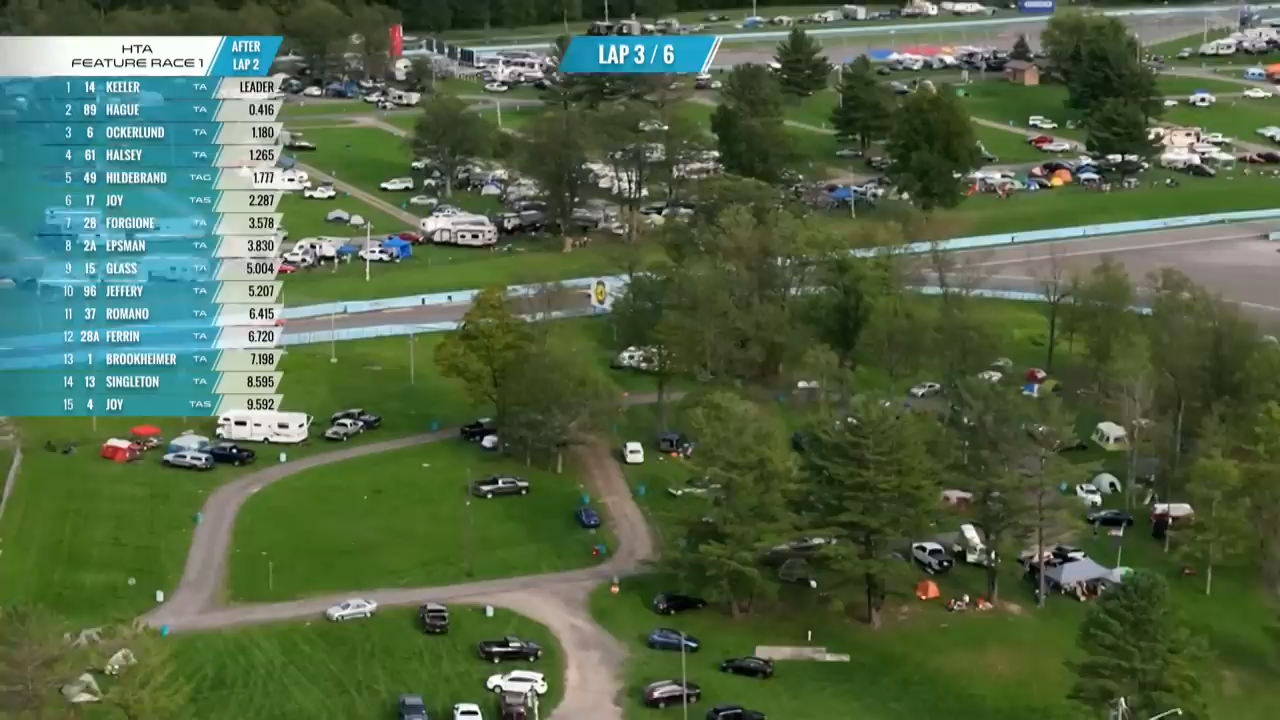 HTA
FEATURE RACE 1
AFTER
LAP 2
LAP 3 / 6
1 14 KEELER TA LEADER
2 89 HAGUE TA 0.416
3 6 OCKERLUND TA 1.180
4 61 HALSEY TA 1.265
5 49 HILDEBRAND TAG 1.777
6 17 JOY TAS 2.287
7 28 FORGIONE TA 3.578
8 2A EPSMAN TA 3.830
9 15 GLASS TA 5.004
10 96 JEFFERY TA 5.207
11 37 ROMANO TA 6.415
12 28A FERRIN TA 6.720
13 1 BROOKHEIMER TA 7.198
14 13 SINGLETON TA 8.595
15 4 JOY TAS 9.592